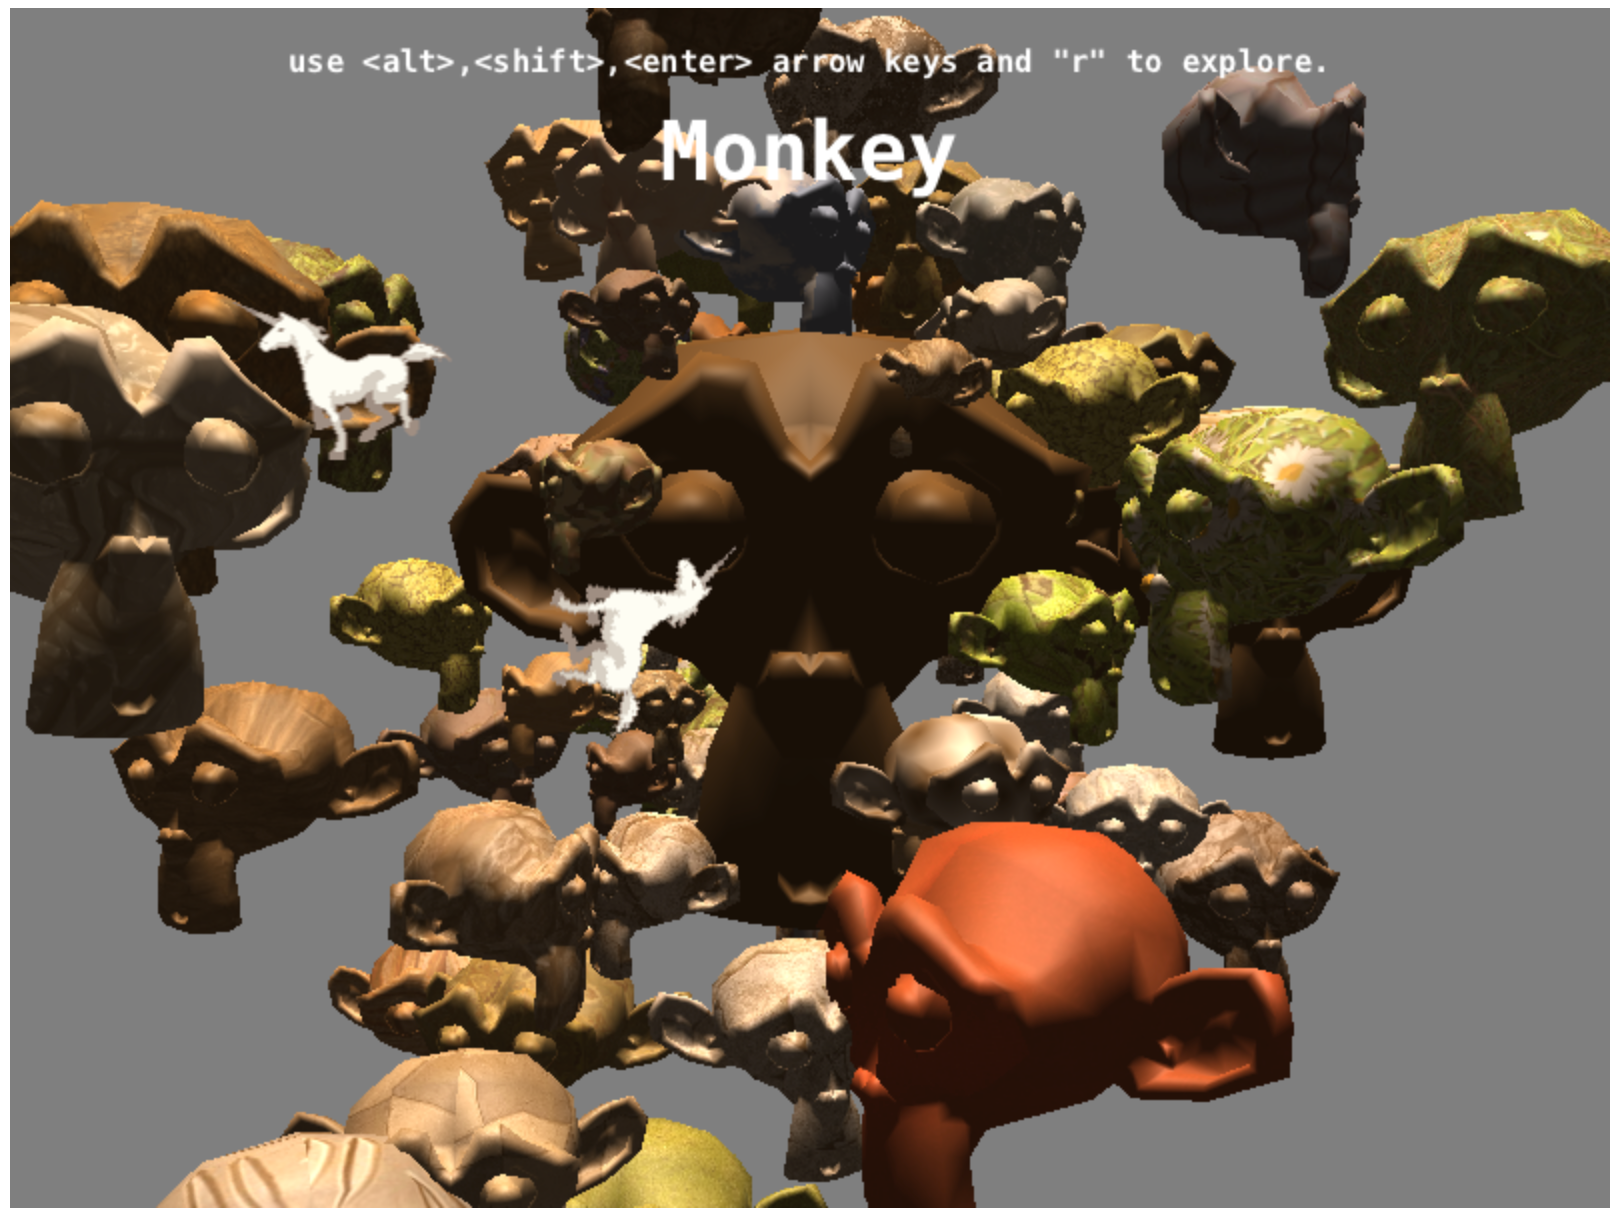 use <alt>,<shift>,<enter> arrow keys and "r" to explore.
Monkey